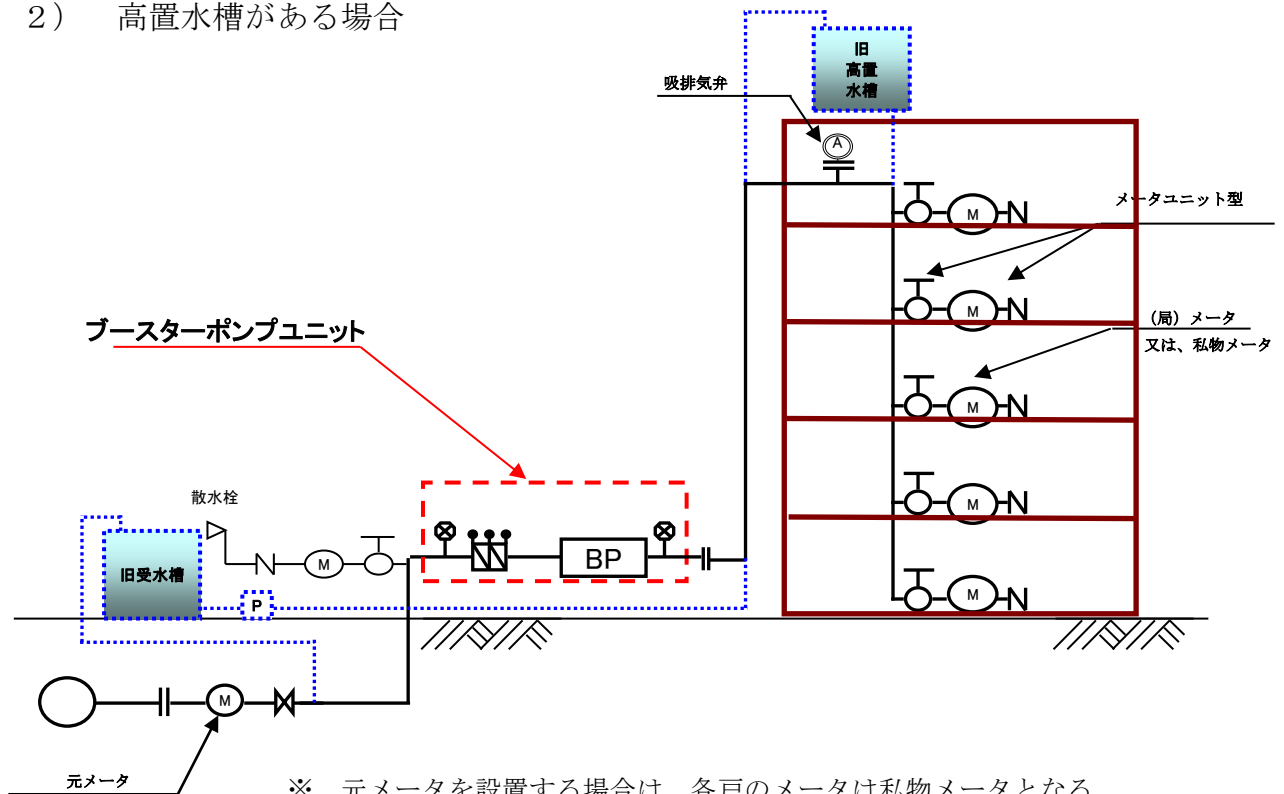 ２）　高置水槽がある場合
旧
高置
水槽
吸排気弁
A
メータユニット型
M
M
(局) メータ
又は、私物メータ
ブースターポンプユニット
M
散水栓
M
BP
M
旧受水槽
P
M
M
元メータ
※　元メータを設置する場合は、各戸のメータは私物メータとなる